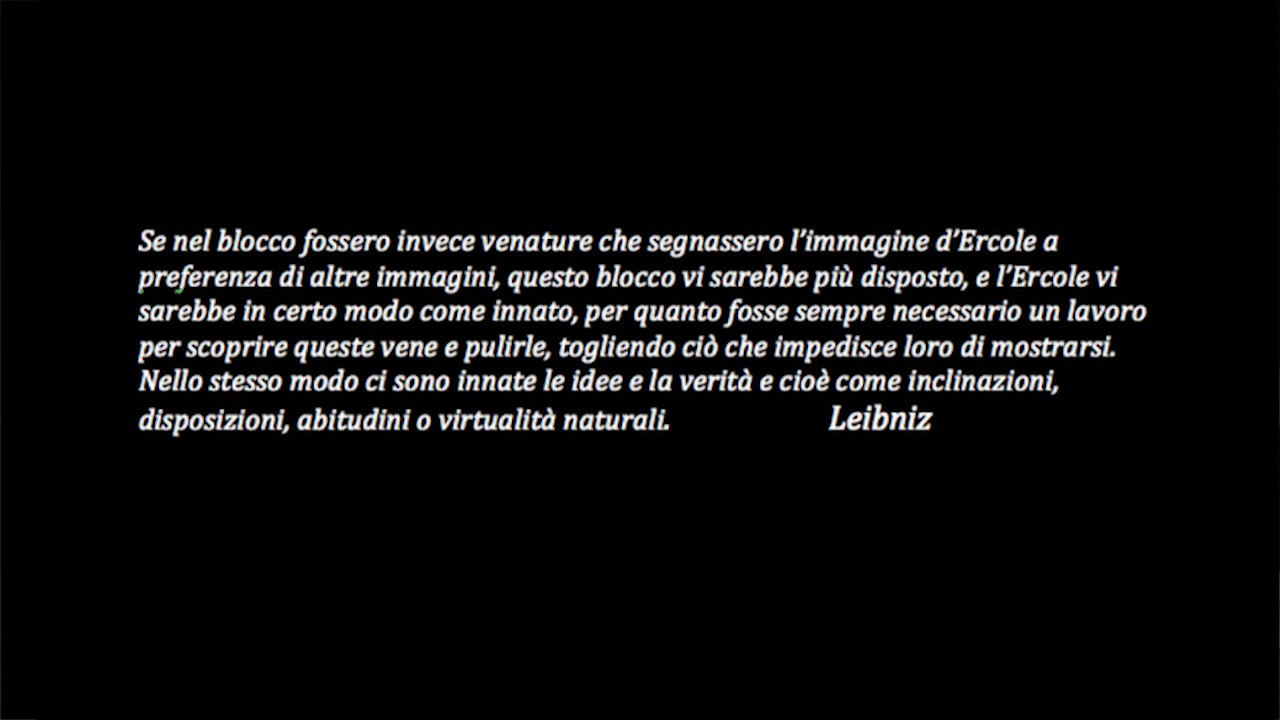 Se nel blocco fossero invece venature che segnassero l’immagine d’Ercole a
preferenza di altre immagini, questo blocco vi sarebbe più disposto, e l’Ercole vi
sarebbe in certo modo come innato, per quanto fosse sempre necessario un lavoro
per scoprire queste vene e pulirle, togliendo ciò che impedisce loro di mostrarsi.
Nello stesso modo ci sono innate le idee e la verità e cioè come inclinazioni,
disposizioni, abitudini o virtualità naturali. Leibniz